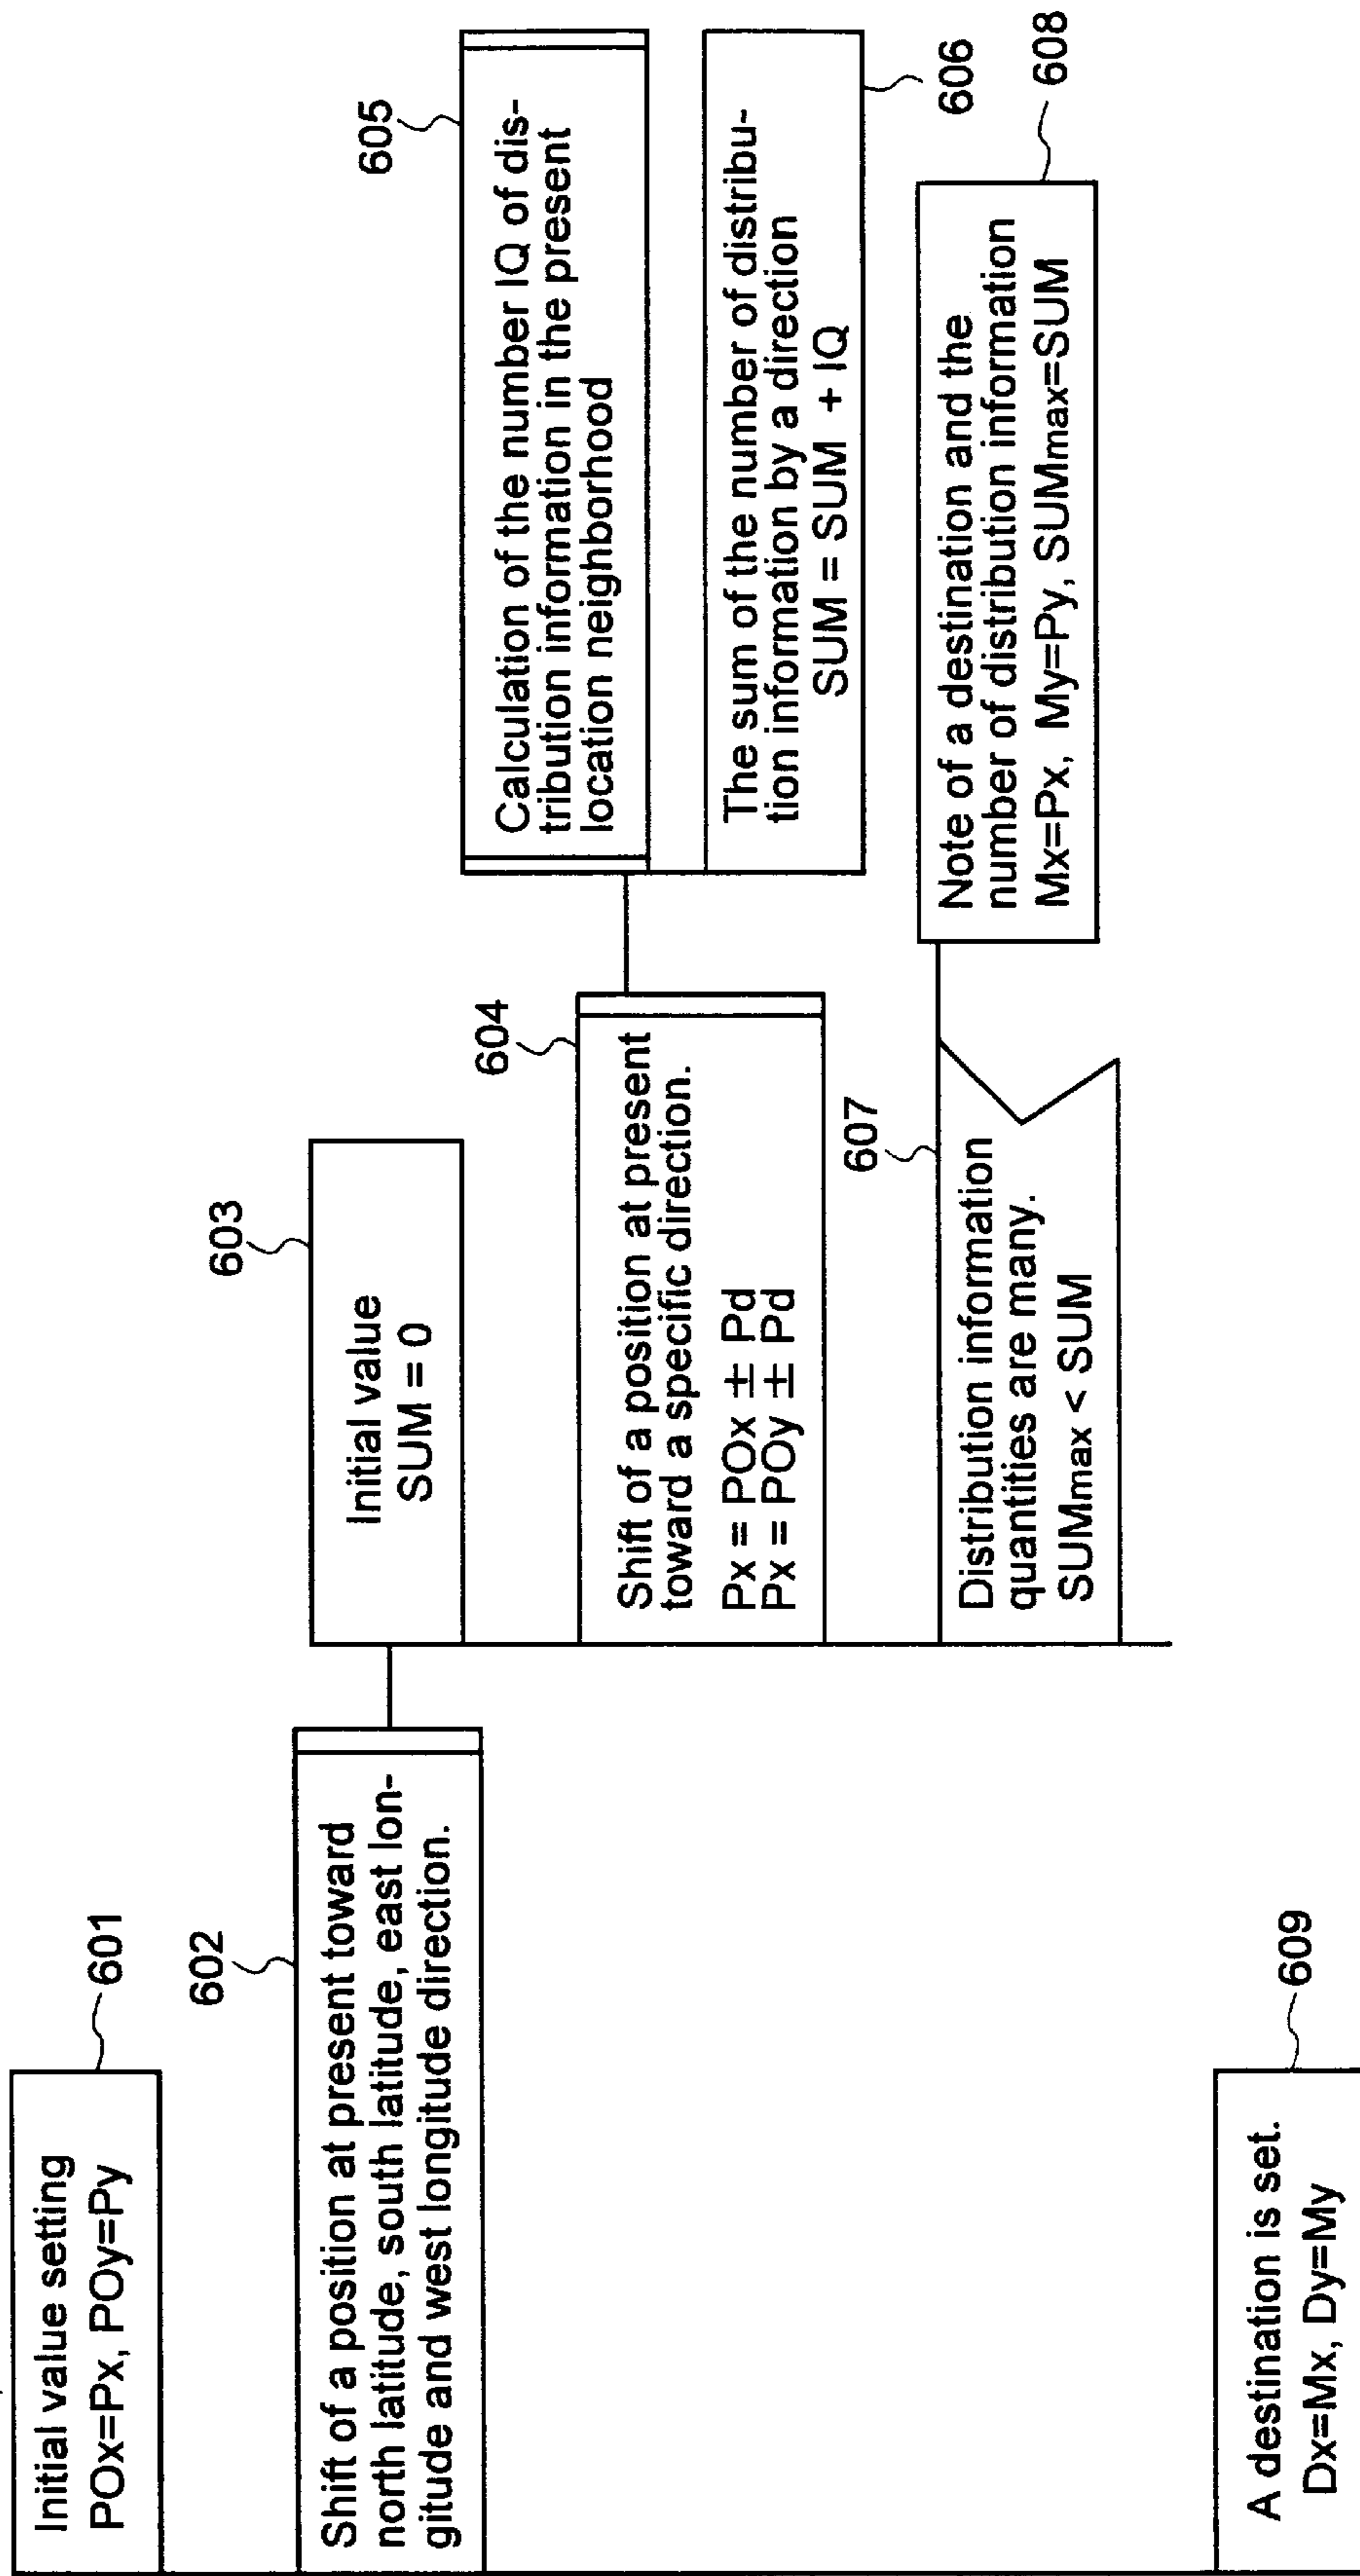 601
Initial value setting
POx=Px, POy=Py
602
Shift of a position at present toward
north latitude, south latitude, east lon-
gitude and west longitude direction.
603
Initial value
SUM = 0
604
Shift of a position at present
toward a specific direction.
Px = POx ± Pd
Px = POy ± Pd
605
Calculation of the number IQ of dis-
tribution information in the present
location neighborhood
606
The sum of the number of distribu-
tion information by a direction
SUM = SUM + IQ
607
Distribution information
quantities are many.
SUMmax < SUM
608
Note of a destination and the
number of distribution information
Mx=Px, My=Py, SUMmax=SUM
609
A destination is set.
Dx=Mx, Dy=My